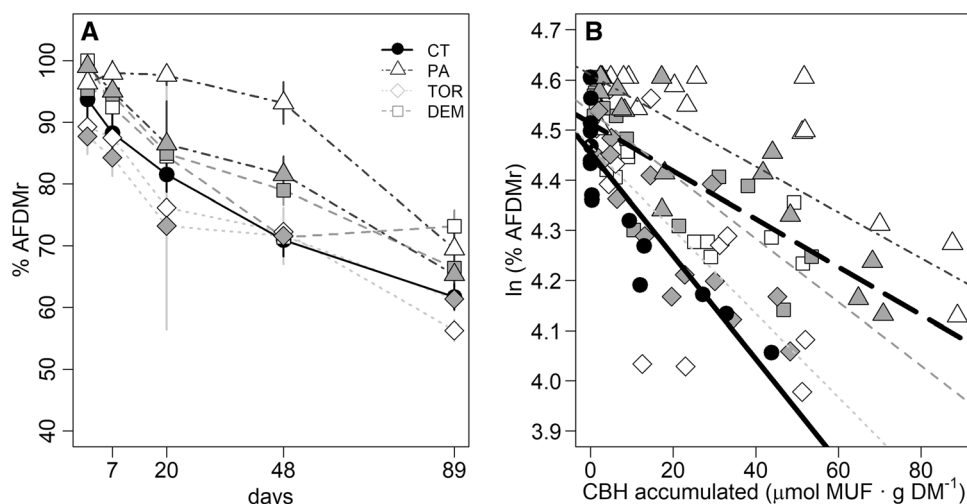 A
CT
PA
TOR
DEM
% AFDMr
100
90
80
70
60
50
40
7
20
48
89
days
B
ln (% AFDMr)
4.7
4.6
4.5
4.4
4.3
4.2
4.1
4.0
3.9
0
20
40
60
80
CBH accumulated (μmol MUF · g DM⁻¹)